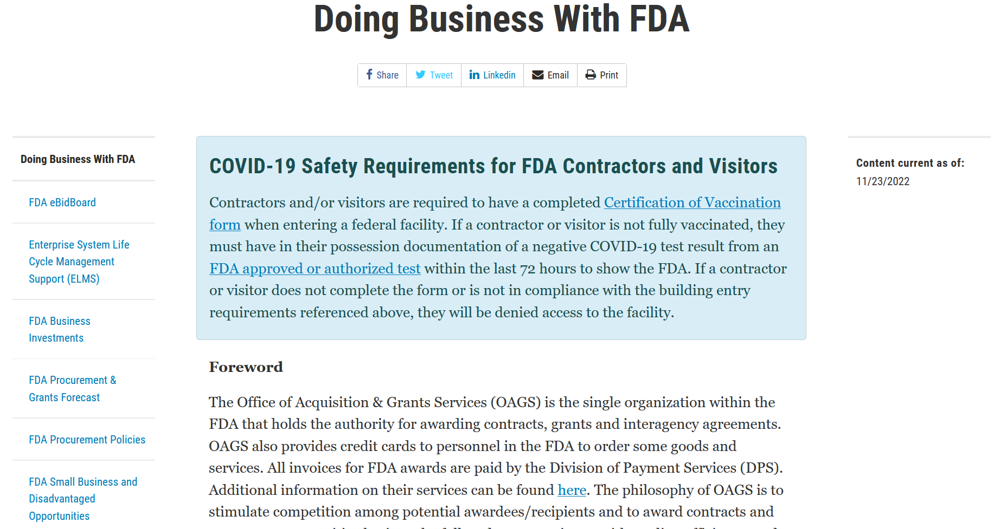 Doing Business With FDA
Share
Tweet
Linkedin
Email
Print
Doing Business With FDA
FDA eBidBoard
Enterprise System Life
Cycle Management
Support (ELMS)
FDA Business
Investments
FDA Procurement &
Grants Forecast
FDA Procurement Policies
FDA Small Business and
Disadvantaged
Opportunities
COVID-19 Safety Requirements for FDA Contractors and Visitors
Contractors and/or visitors are required to have a completed Certification of Vaccination
form when entering a federal facility. If a contractor or visitor is not fully vaccinated, they
must have in their possession documentation of a negative COVID-19 test result from an
FDA approved or authorized test within the last 72 hours to show the FDA. If a contractor
or visitor does not complete the form or is not in compliance with the building entry
requirements referenced above, they will be denied access to the facility.
Foreword
The Office of Acquisition & Grants Services (OAGS) is the single organization within the
FDA that holds the authority for awarding contracts, grants and interagency agreements.
OAGS also provides credit cards to personnel in the FDA to order some goods and
services. All invoices for FDA awards are paid by the Division of Payment Services (DPS).
Additional information on their services can be found here. The philosophy of OAGS is to
stimulate competition among potential awardees/recipients and to award contracts and
Content current as of:
11/23/2022